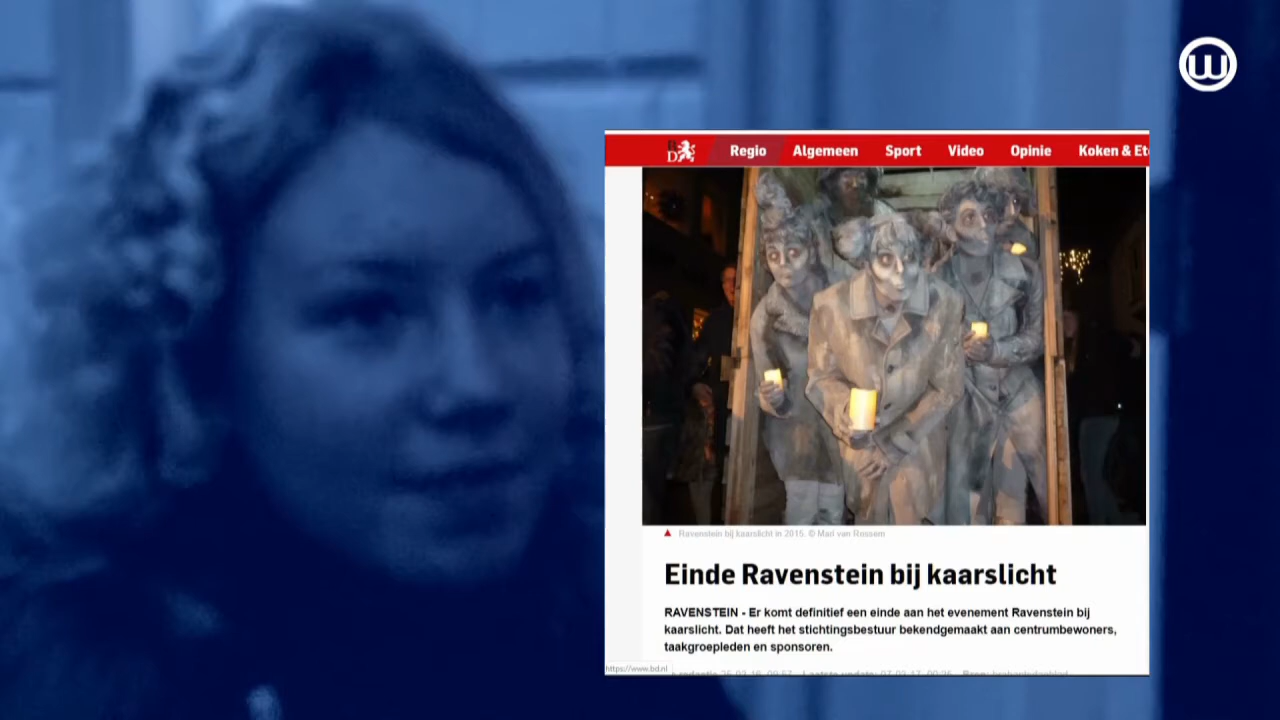 W
BD
Regio Algemeen Sport Video Opinie Koken & Et
Ravenstein bij kaarslicht in 2015. © Mari van Rossem
Einde Ravenstein bij kaarslicht
RAVENSTEIN - Er komt definitief een einde aan het evenement Ravenstein bij
kaarslicht. Dat heeft het stichtingsbestuur bekendgemaakt aan centrumbewoners,
taakgroepleden en sponsoren.
https://www.bd.nl